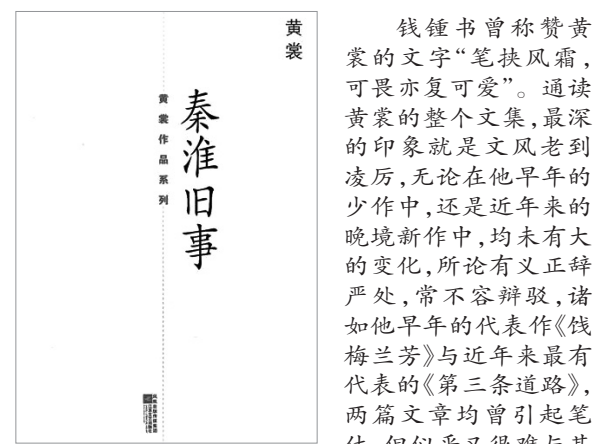 黄裳
秦淮旧事
黄裳作品系列
钱锺书曾称赞黄
裳的文字“笔挟风霜，
可畏亦复可爱”。通读
黄裳的整个文集，最深
的印象就是文风老到
凌厉，无论在他早年的
少作中，还是近年来的
晚境新作中，均未有大
的变化，所论有义正辞
严处，常不容辩驳，诸
如他早年的代表作《饯
梅兰芳》与近年来最有
代表的《第三条道路》，
两篇文章均曾引起笔